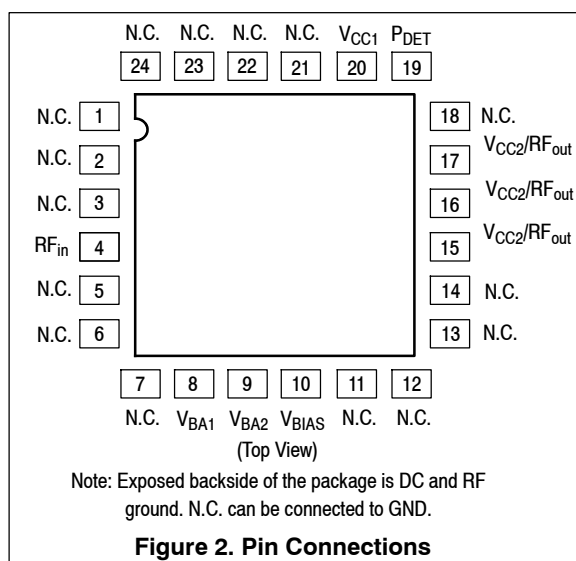 N.C. N.C. N.C. N.C. VCC1 PDET
24 23 22 21 20 19
N.C. 1
N.C. 2
N.C. 3
RFin 4
N.C. 5
N.C. 6
18 N.C.
17 VCC2/RFout
16 VCC2/RFout
15 VCC2/RFout
14 N.C.
13 N.C.
7 8 9 10 11 12
N.C. VBA1 VBA2 VBIAS N.C. N.C.
(Top View)
Note: Exposed backside of the package is DC and RF
ground. N.C. can be connected to GND.
Figure 2. Pin Connections